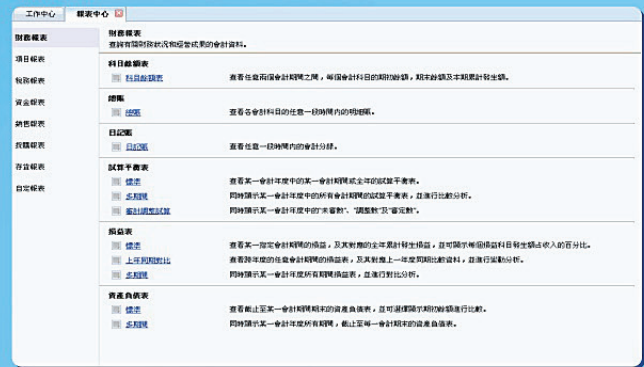 工作中心 報表中心
財務報表
項目報表
稅務報表
資金報表
銷售報表
採購報表
存貨報表
自定報表
財務報表
查詢有關財務狀況和經營成果的會計資料。
科目餘額表
科目餘額表 查看任意兩個會計期間之間，每個會計科目的期初餘額，期末餘額及本期累計發生額。
總賬
總賬 查看各會計科目的任意一段時間內的明細賬。
日記賬
日記賬 查看任意一段時間內的會計分錄。
試算平衡表
標準 查看某一會計年度中的某一會計期間或全年的試算平衡表。
多期間 同時顯示某一會計年度中的所有會計期間的試算平衡表，並進行比較分析。
審計調整試算 同時顯示某一會計年度中的"未審數"、"調整數"及"審定數"。
損益表
標準 查看某一指定會計期間的損益，及其對應的全年累計發生損益，並可顯示每個損益科目發生額占收入的百分比。
上年同期對比 查看跨年度的任意會計期間的損益表，及其對應上一年度同期比較資料，並進行變動分析。
多期間 同時顯示某一會計年度所有期間損益表，並進行對比分析。
資產負債表
標準 查看截止至某一會計期間期末的資產負債表，並可選擇顯示期初餘額進行比較。
多期間 同時顯示某一會計年度所有期間，截止至每一會計期末的資產負債表。